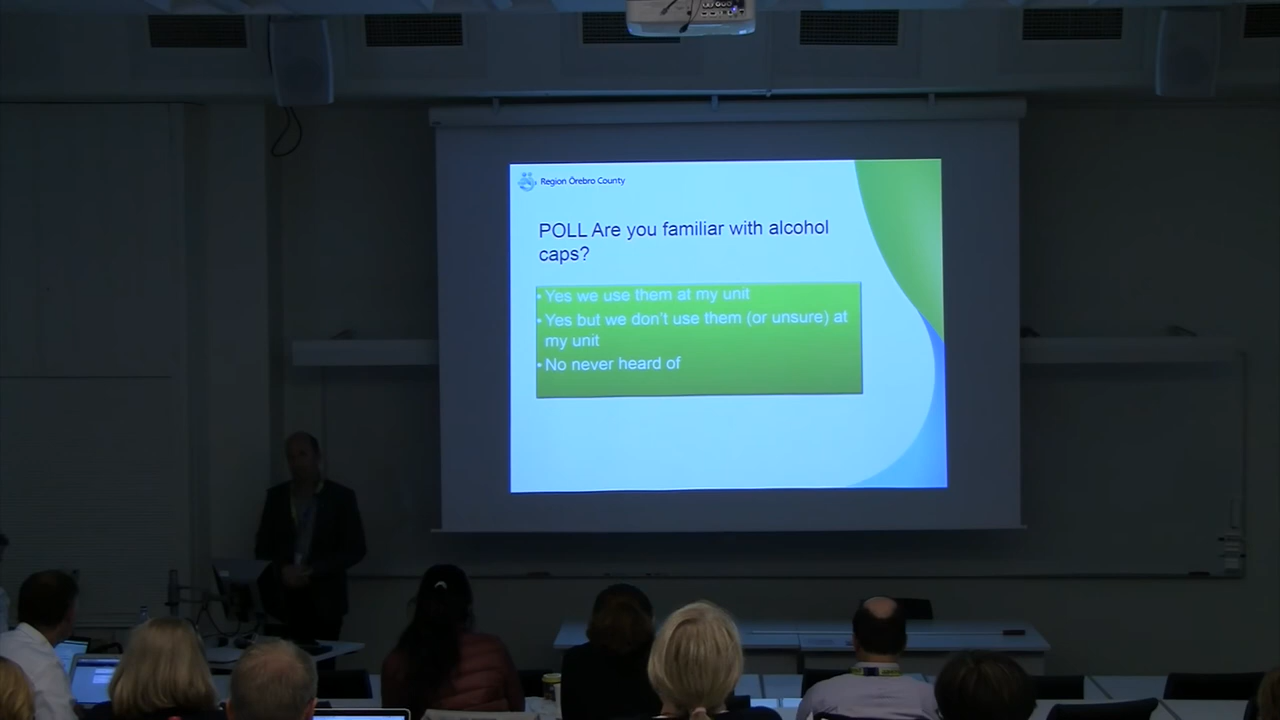 Region Örebro County
POLL Are you familiar with alcohol
caps?
• Yes we use them at my unit
• Yes but we don't use them (or unsure) at
my unit
• No never heard of